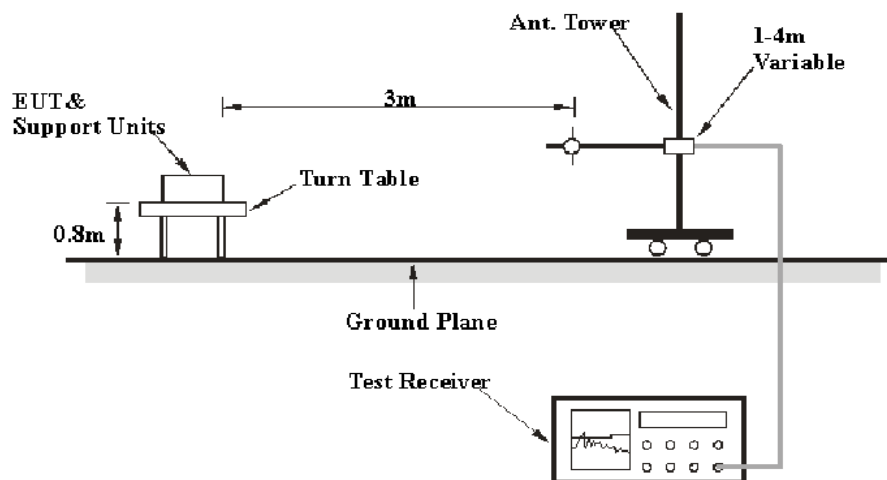 Ant. Tower
1-4m
Variable
3m
EUT &
Support Units
Turn Table
0.8m
Ground Plane
Test Receiver